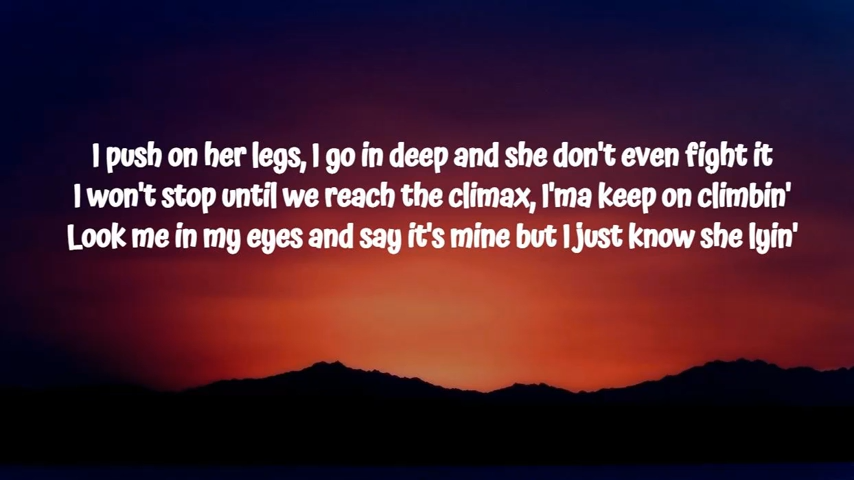 I push on her legs, I go in deep and she don't even fight it
I won't stop until we reach the climax, I'ma keep on climbin'
Look me in my eyes and say it's mine but I just know she lyin'